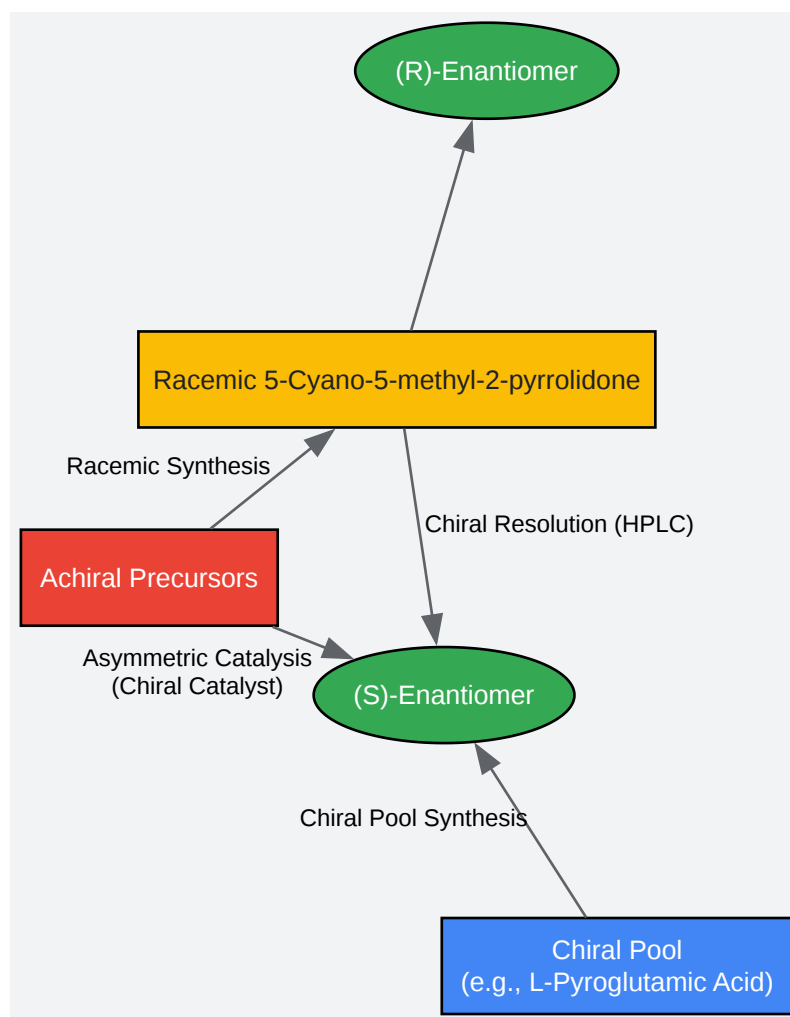 (R)-Enantiomer
Racemic 5-Cyano-5-methyl-2-pyrrolidone
Racemic Synthesis
Chiral Resolution (HPLC)
Achiral Precursors
Asymmetric Catalysis
(Chiral Catalyst)
(S)-Enantiomer
Chiral Pool Synthesis
Chiral Pool
(e.g., L-Pyroglutamic Acid)